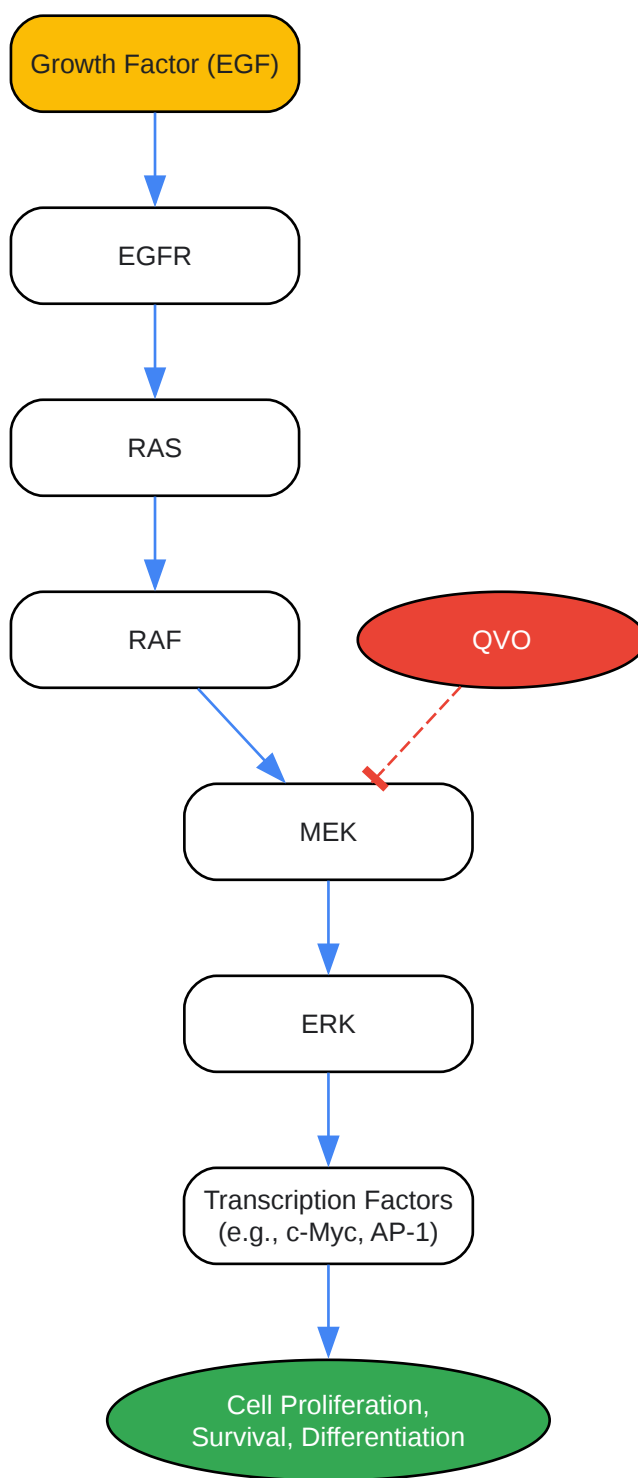 Growth Factor (EGF)
EGFR
RAS
RAF
QVO
MEK
ERK
Transcription Factors
(e.g., c-Myc, AP-1)
Cell Proliferation,
Survival, Differentiation